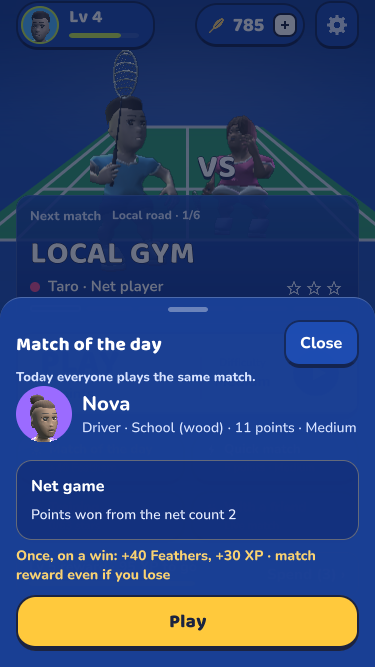 Lv 4
785 +
VS
Next match Local road · 1/6
LOCAL GYM
Taro · Net player
Match of the day
Close
Today everyone plays the same match.
Nova
Driver · School (wood) · 11 points · Medium
Net game
Points won from the net count 2
Once, on a win: +40 Feathers, +30 XP · match
reward even if you lose
Play